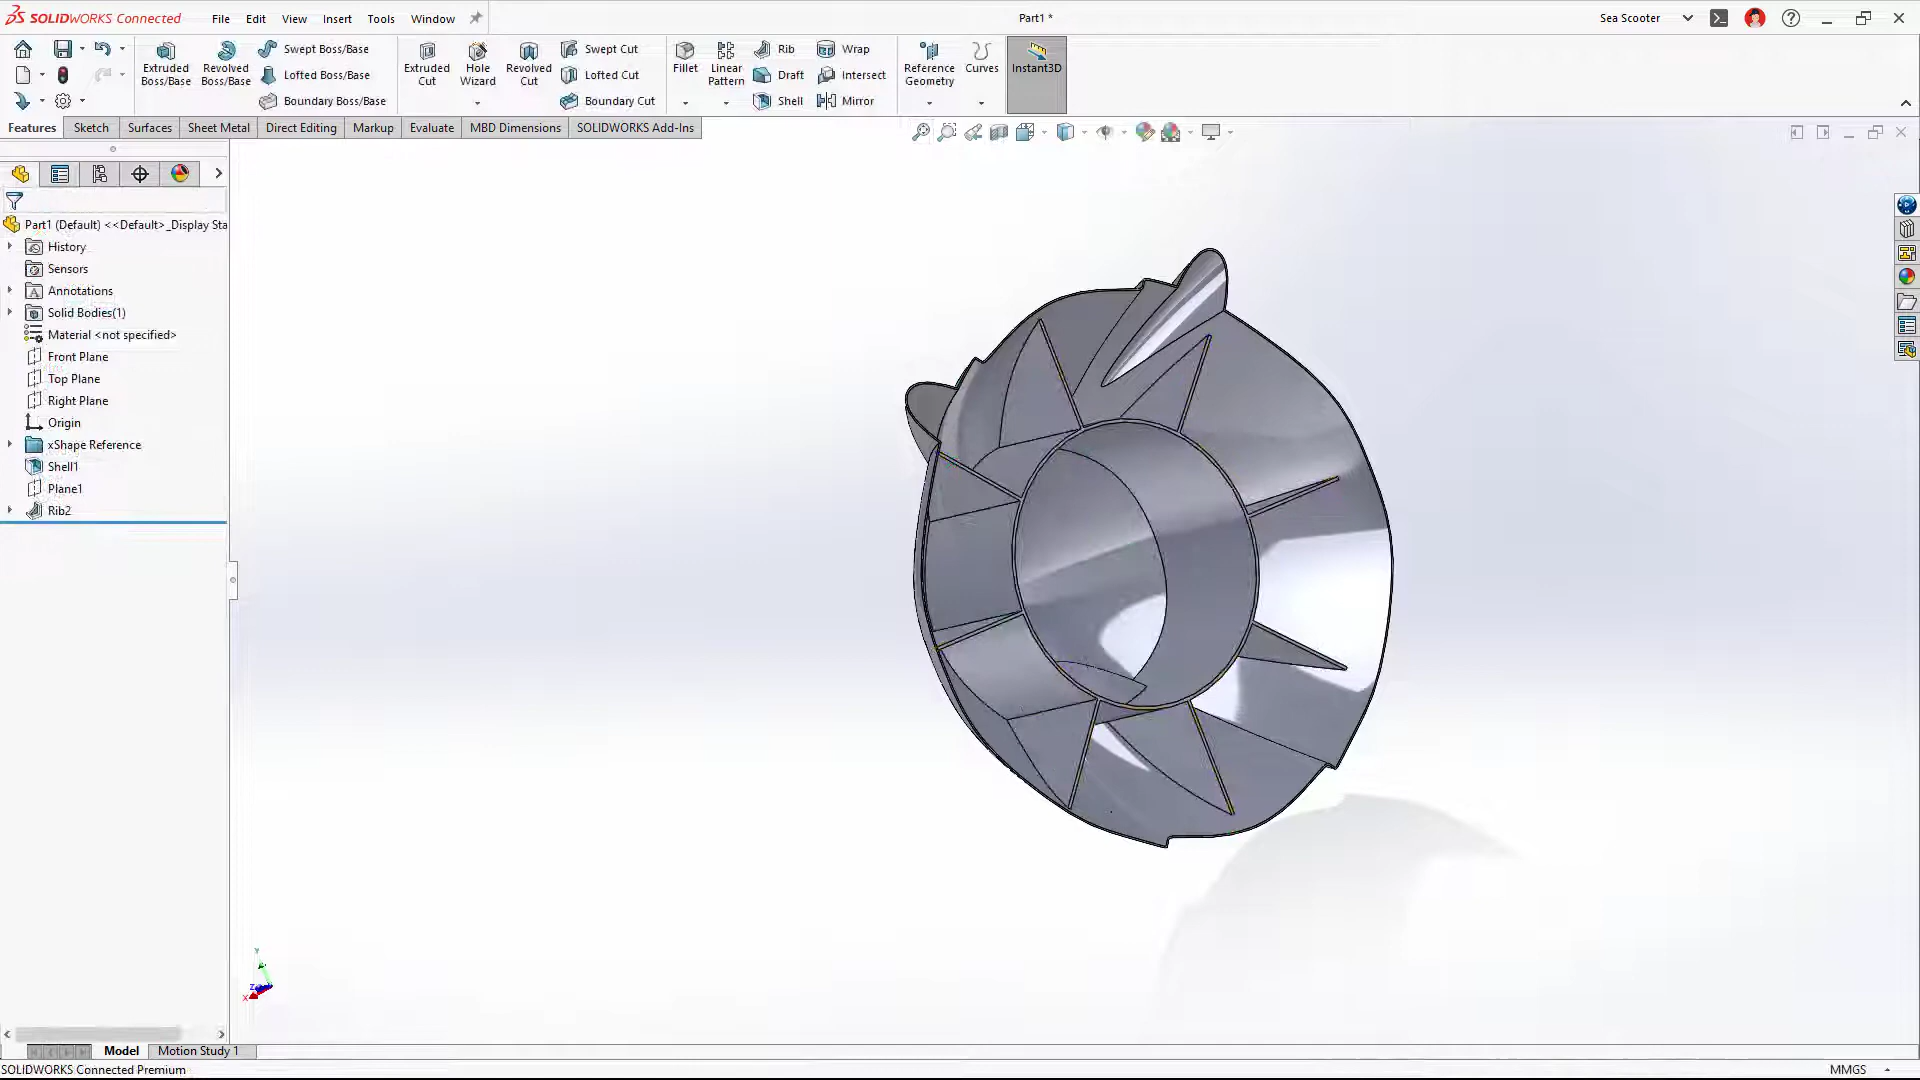 SOLIDWORKS Connected
File Edit View Insert Tools Window
Part1 *
Sea Scooter
Extruded Boss/Base
Revolved Boss/Base
Swept Boss/Base
Lofted Boss/Base
Boundary Boss/Base
Extruded Cut
Hole Wizard
Revolved Cut
Swept Cut
Lofted Cut
Boundary Cut
Fillet
Linear Pattern
Rib
Draft
Shell
Wrap
Intersect
Mirror
Reference Geometry
Curves
Instant3D
Features Sketch Surfaces Sheet Metal Direct Editing Markup Evaluate MBD Dimensions SOLIDWORKS Add-Ins
Part1 (Default) <<Default>_Display Sta
History
Sensors
Annotations
Solid Bodies(1)
Material <not specified>
Front Plane
Top Plane
Right Plane
Origin
xShape Reference
Shell1
Plane1
Rib2
Y
Z
X
Model Motion Study 1
SOLIDWORKS Connected Premium
MMGS